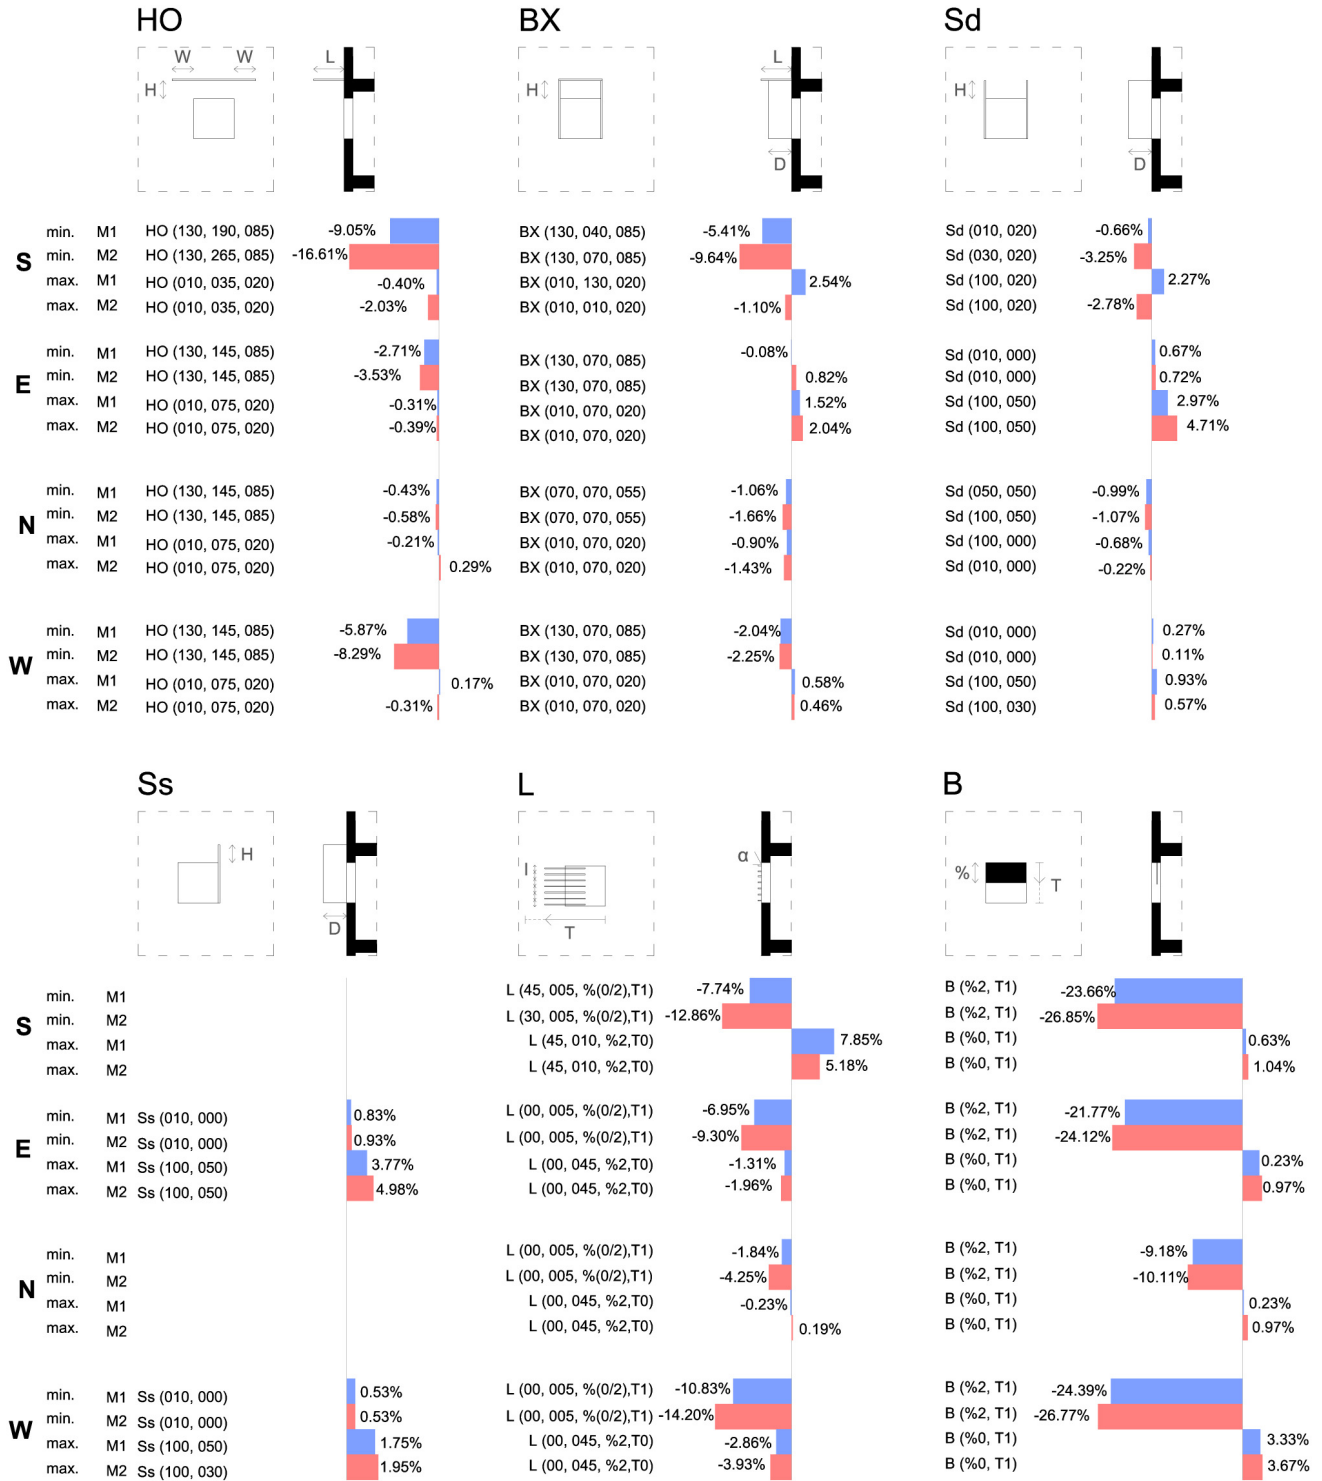 HO BX Sd
W W L L
H H H
D D
S min. M1 HO (130, 190, 085) -9.05% BX (130, 040, 085) -5.41% Sd (010, 020) -0.66%
min. M2 HO (130, 265, 085) -16.61% BX (130, 070, 085) -9.64% Sd (030, 020) -3.25%
max. M1 HO (010, 035, 020) -0.40% BX (010, 130, 020) 2.54% Sd (100, 020) 2.27%
max. M2 HO (010, 035, 020) -2.03% BX (010, 010, 020) -1.10% Sd (100, 020) -2.78%
E min. M1 HO (130, 145, 085) -2.71% BX (130, 070, 085) -0.08% Sd (010, 000) 0.67%
min. M2 HO (130, 145, 085) -3.53% BX (130, 070, 085) 0.82% Sd (010, 000) 0.72%
max. M1 HO (010, 075, 020) -0.31% BX (010, 070, 020) 1.52% Sd (100, 050) 2.97%
max. M2 HO (010, 075, 020) -0.39% BX (010, 070, 020) 2.04% Sd (100, 050) 4.71%
N min. M1 HO (130, 145, 085) -0.43% BX (070, 070, 055) -1.06% Sd (050, 050) -0.99%
min. M2 HO (130, 145, 085) -0.58% BX (070, 070, 055) -1.66% Sd (100, 050) -1.07%
max. M1 HO (010, 075, 020) -0.21% BX (010, 070, 020) -0.90% Sd (100, 000) -0.68%
max. M2 HO (010, 075, 020) 0.29% BX (010, 070, 020) -1.43% Sd (010, 000) -0.22%
W min. M1 HO (130, 145, 085) -5.87% BX (130, 070, 085) -2.04% Sd (010, 000) 0.27%
min. M2 HO (130, 145, 085) -8.29% BX (130, 070, 085) -2.25% Sd (010, 000) 0.11%
max. M1 HO (010, 075, 020) 0.17% BX (010, 070, 020) 0.58% Sd (100, 050) 0.93%
max. M2 HO (010, 075, 020) -0.31% BX (010, 070, 020) 0.46% Sd (100, 030) 0.57%
Ss L B
H I α % T
D T
S min. M1 L (45, 005, %(0/2),T1) -7.74% B (%2, T1) -23.66%
min. M2 L (30, 005, %(0/2),T1) -12.86% B (%2, T1) -26.85%
max. M1 L (45, 010, %2,T0) 7.85% B (%0, T1) 0.63%
max. M2 L (45, 010, %2,T0) 5.18% B (%0, T1) 1.04%
E min. M1 Ss (010, 000) 0.83% L (00, 005, %(0/2),T1) -6.95% B (%2, T1) -21.77%
min. M2 Ss (010, 000) 0.93% L (00, 005, %(0/2),T1) -9.30% B (%2, T1) -24.12%
max. M1 Ss (100, 050) 3.77% L (00, 045, %2,T0) -1.31% B (%0, T1) 0.23%
max. M2 Ss (100, 050) 4.98% L (00, 045, %2,T0) -1.96% B (%0, T1) 0.97%
N min. M1 L (00, 005, %(0/2),T1) -1.84% B (%2, T1) -9.18%
min. M2 L (00, 005, %(0/2),T1) -4.25% B (%2, T1) -10.11%
max. M1 L (00, 045, %2,T0) -0.23% B (%0, T1) 0.23%
max. M2 L (00, 045, %2,T0) 0.19% B (%0, T1) 0.97%
W min. M1 Ss (010, 000) 0.53% L (00, 005, %(0/2),T1) -10.83% B (%2, T1) -24.39%
min. M2 Ss (010, 000) 0.53% L (00, 005, %(0/2),T1) -14.20% B (%2, T1) -26.77%
max. M1 Ss (100, 050) 1.75% L (00, 045, %2,T0) -2.86% B (%0, T1) 3.33%
max. M2 Ss (100, 030) 1.95% L (00, 045, %2,T0) -3.93% B (%0, T1) 3.67%